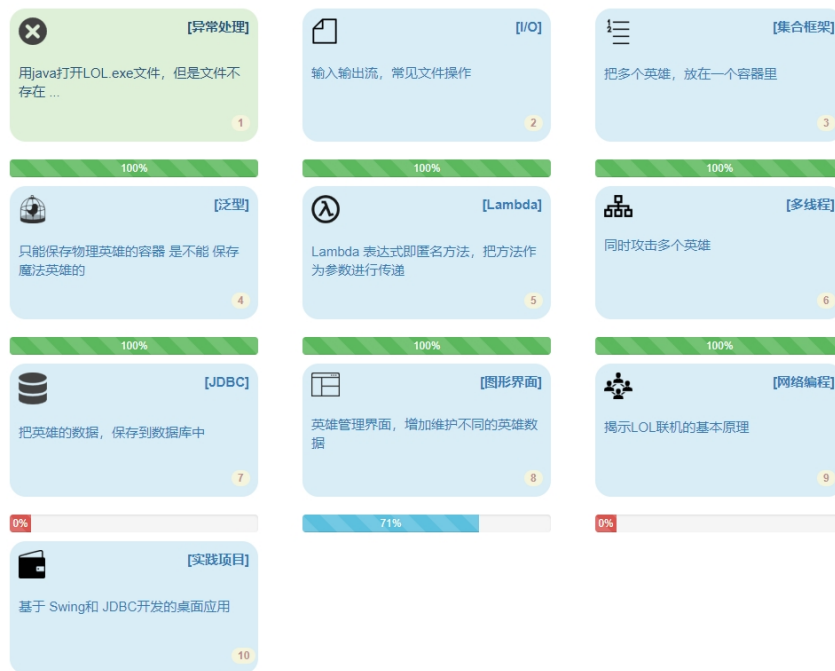 [异常处理]
用java打开LOL.exe文件，但是文件不
存在 ...
1
[I/O]
输入输出流，常见文件操作
2
[集合框架]
把多个英雄，放在一个容器里
3
100%
100%
100%
[泛型]
只能保存物理英雄的容器 是不能 保存
魔法英雄的
4
[Lambda]
Lambda 表达式即匿名方法，把方法作
为参数进行传递
5
[多线程]
同时攻击多个英雄
6
100%
100%
100%
[JDBC]
把英雄的数据，保存到数据库中
7
[图形界面]
英雄管理界面，增加维护不同的英雄数
据
8
[网络编程]
揭示LOL联机的基本原理
9
0%
71%
0%
[实践项目]
基于 Swing和 JDBC开发的桌面应用
10